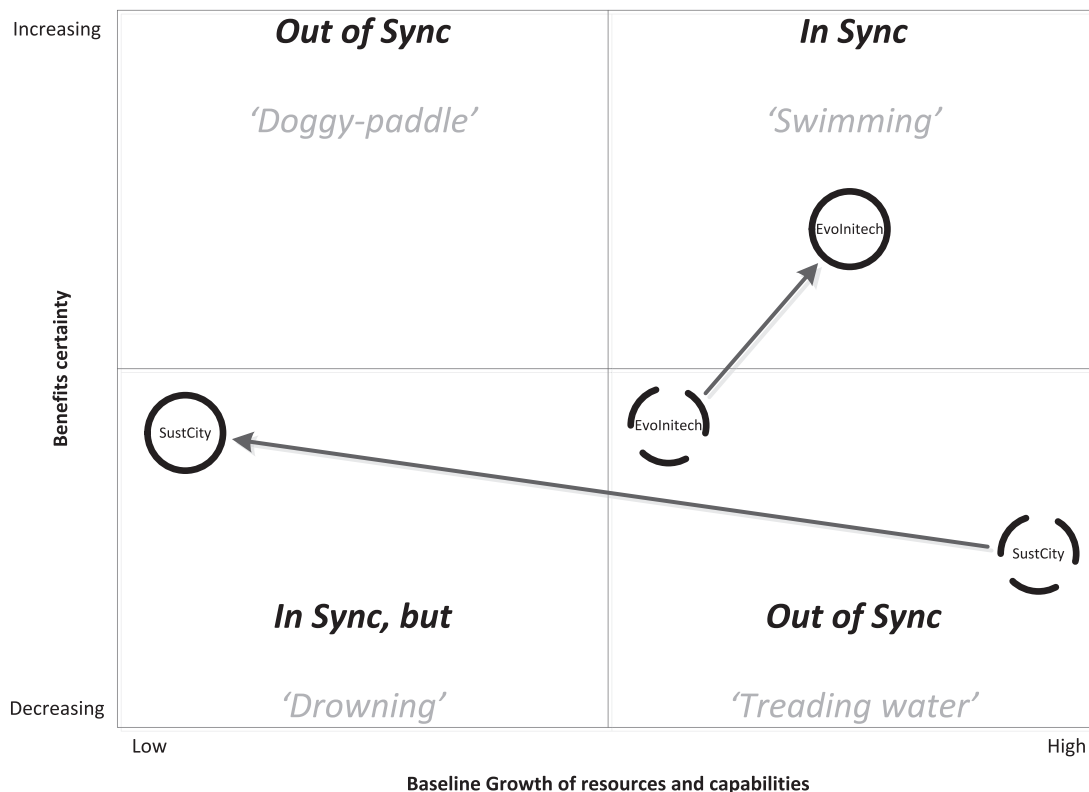 Increasing
Out of Sync
In Sync
‘Doggy-paddle’
‘Swimming’
EvoInitech
Benefits certainty
SustCity
EvoInitech
SustCity
In Sync, but
Out of Sync
Decreasing
‘Drowning’
‘Treading water’
Low
High
Baseline Growth of resources and capabilities